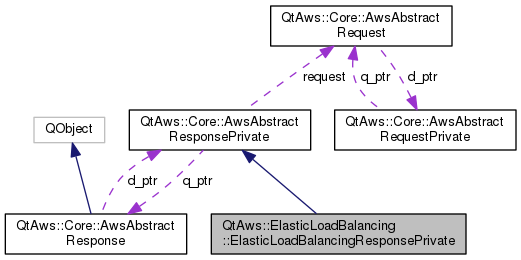 QtAws::Core::AwsAbstract
Request
request
q_ptr
d_ptr
QObject
QtAws::Core::AwsAbstract
ResponsePrivate
QtAws::Core::AwsAbstract
RequestPrivate
d_ptr
q_ptr
QtAws::Core::AwsAbstract
Response
QtAws::ElasticLoadBalancing
::ElasticLoadBalancingResponsePrivate